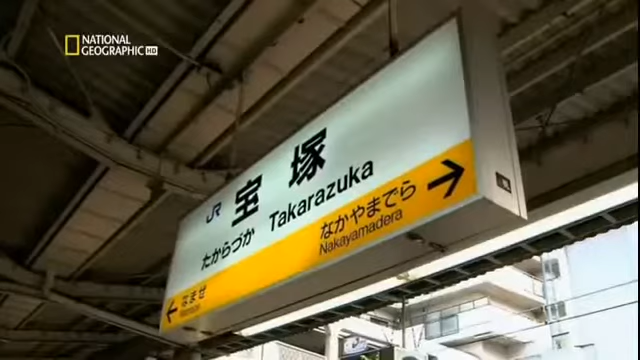 NATIONAL
GEOGRAPHIC HD
JR 宝塚
たからづか Takarazuka
なかやまでら →
Nakayamadera
← なませ
Namaze